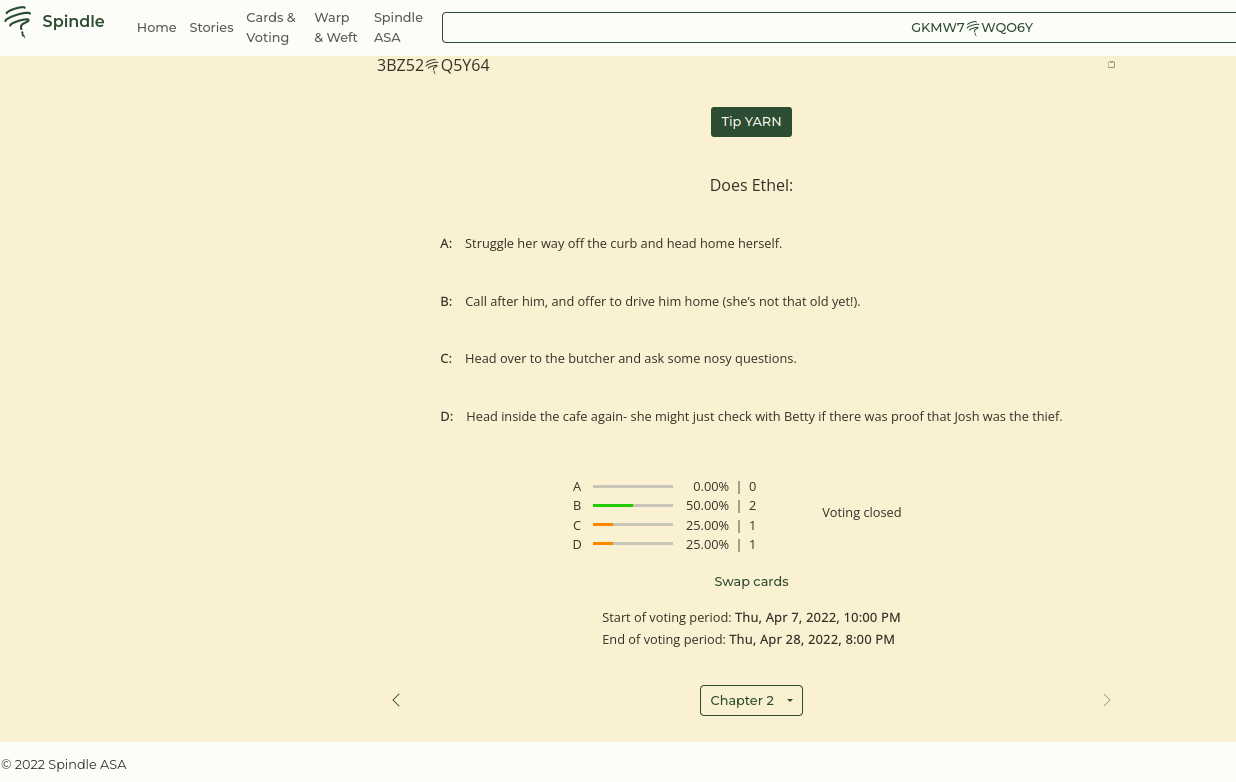 Spindle
Home Stories Cards & Voting Warp & Weft Spindle ASA
GKMW7 WQO6Y
3BZ52 Q5Y64
Tip YARN
Does Ethel:
A: Struggle her way off the curb and head home herself.
B: Call after him, and offer to drive him home (she's not that old yet!).
C: Head over to the butcher and ask some nosy questions.
D: Head inside the cafe again- she might just check with Betty if there was proof that Josh was the thief.
A 0.00% | 0
B 50.00% | 2
C 25.00% | 1
D 25.00% | 1
Voting closed
Swap cards
Start of voting period: Thu, Apr 7, 2022, 10:00 PM
End of voting period: Thu, Apr 28, 2022, 8:00 PM
Chapter 2
© 2022 Spindle ASA